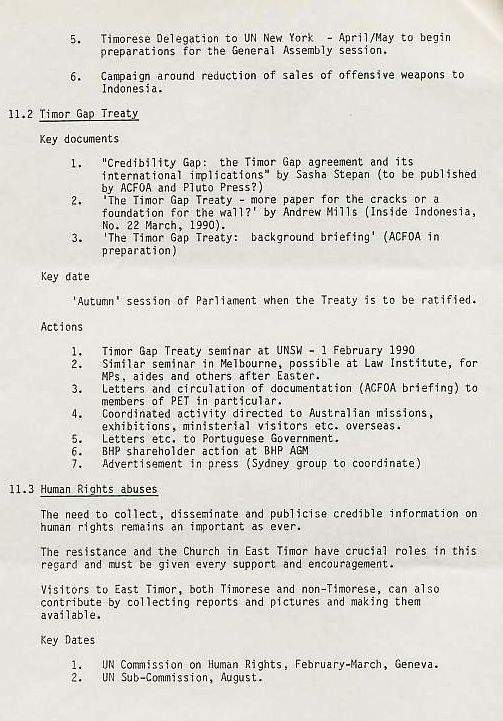 5. Timorese Delegation to UN New York - April/May to begin
preparations for the General Assembly session.
6. Campaign around reduction of sales of offensive weapons to
Indonesia.
11.2 Timor Gap Treaty
Key documents
1. "Credibility Gap: the Timor Gap agreement and its
international implications" by Sasha Stepan (to be published
by ACFOA and Pluto Press?)
2. 'The Timor Gap Treaty - more paper for the cracks or a
foundation for the wall?' by Andrew Mills (Inside Indonesia,
No. 22 March, 1990).
3. 'The Timor Gap Treaty: background briefing' (ACFOA in
preparation)
Key date
'Autumn' session of Parliament when the Treaty is to be ratified.
Actions
1. Timor Gap Treaty seminar at UNSW - 1 February 1990
2. Similar seminar in Melbourne, possible at Law Institute, for
MPs, aides and others after Easter.
3. Letters and circulation of documentation (ACFOA briefing) to
members of PET in particular.
4. Coordinated activity directed to Australian missions,
exhibitions, ministerial visitors etc. overseas.
5. Letters etc. to Portuguese Government.
6. BHP shareholder action at BHP AGM
7. Advertisement in press (Sydney group to coordinate)
11.3 Human Rights abuses
The need to collect, disseminate and publicise credible information on
human rights remains an important as ever.
The resistance and the Church in East Timor have crucial roles in this
regard and must be given every support and encouragement.
Visitors to East Timor, both Timorese and non-Timorese, can also
contribute by collecting reports and pictures and making them
available.
Key Dates
1. UN Commission on Human Rights, February-March, Geneva.
2. UN Sub-Commission, August.